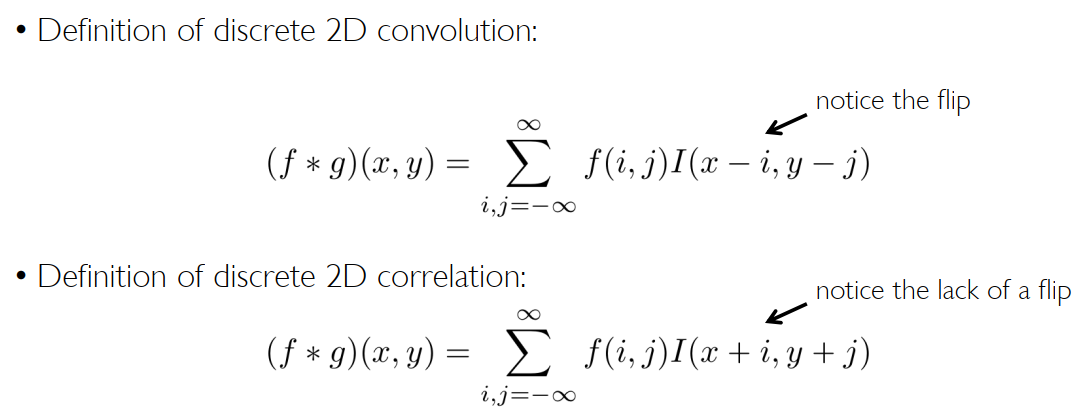 • Definition of discrete 2D convolution:
notice the flip
(f ∗ g)(x, y) = ∑_{i,j=−∞}^{∞} f(i, j)I(x − i, y − j)
• Definition of discrete 2D correlation:
notice the lack of a flip
(f ∗ g)(x, y) = ∑_{i,j=−∞}^{∞} f(i, j)I(x + i, y + j)